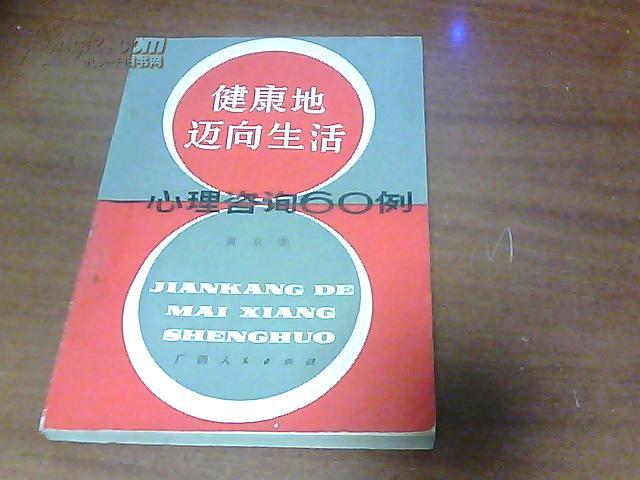 健康地
迈向生活
心理咨询60例
JIANKANG DE
MAI XIANG
SHENGHUO
广西人民出版社